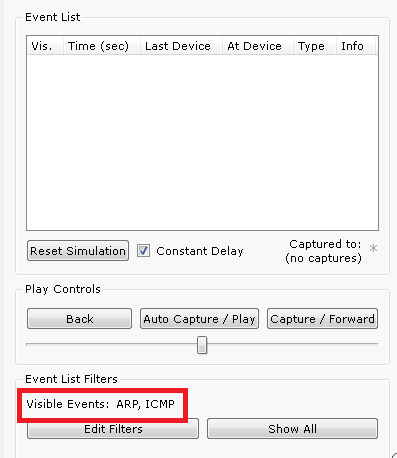 Event List
Vis. Time (sec) Last Device At Device Type Info
Reset Simulation Constant Delay Captured to: *
(no captures)
Play Controls
Back Auto Capture / Play Capture / Forward
Event List Filters
Visible Events: ARP, ICMP
Edit Filters Show All